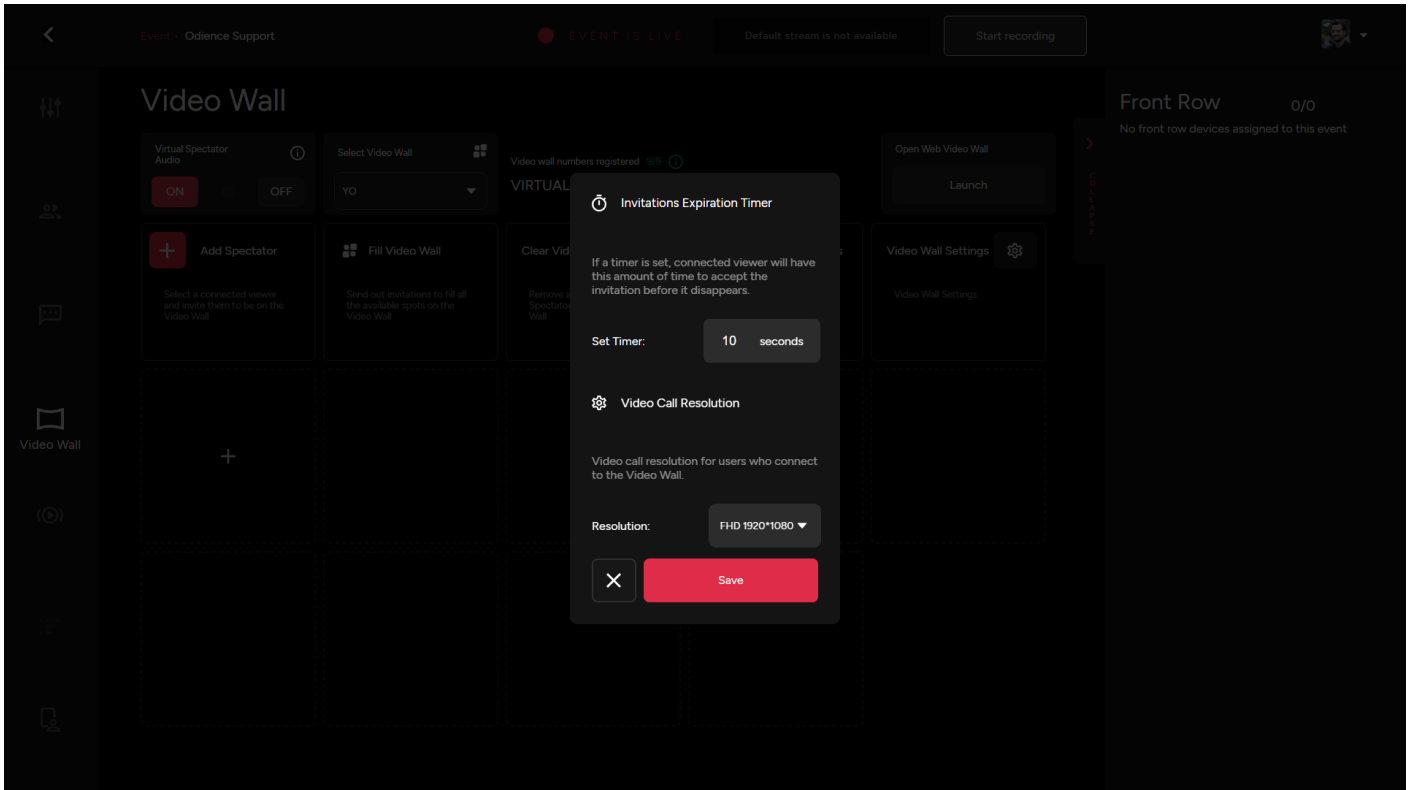 Event • Odience Support
EVENT IS LIVE
Default stream is not available
Start recording
Video Wall
Front Row
0/0
No front row devices assigned to this event
Virtual Spectator
Audio
ON
OFF
Select Video Wall
YO
Video wall numbers registered 9/9
VIRTUAL
Open Web Video Wall
Launch
COLLAPSE
Add Spectator
Select a connected viewer
and invite them to be on the
Video Wall
Fill Video Wall
Send out invitations to fill all
the available spots on the
Video Wall
Clear Vid
Remove
Spectato
Wall
Video Wall Settings
Video Wall Settings
Video Wall
Invitations Expiration Timer
If a timer is set, connected viewer will have
this amount of time to accept the
invitation before it disappears.
Set Timer:
10 seconds
Video Call Resolution
Video call resolution for users who connect
to the Video Wall.
Resolution:
FHD 1920*1080
Save